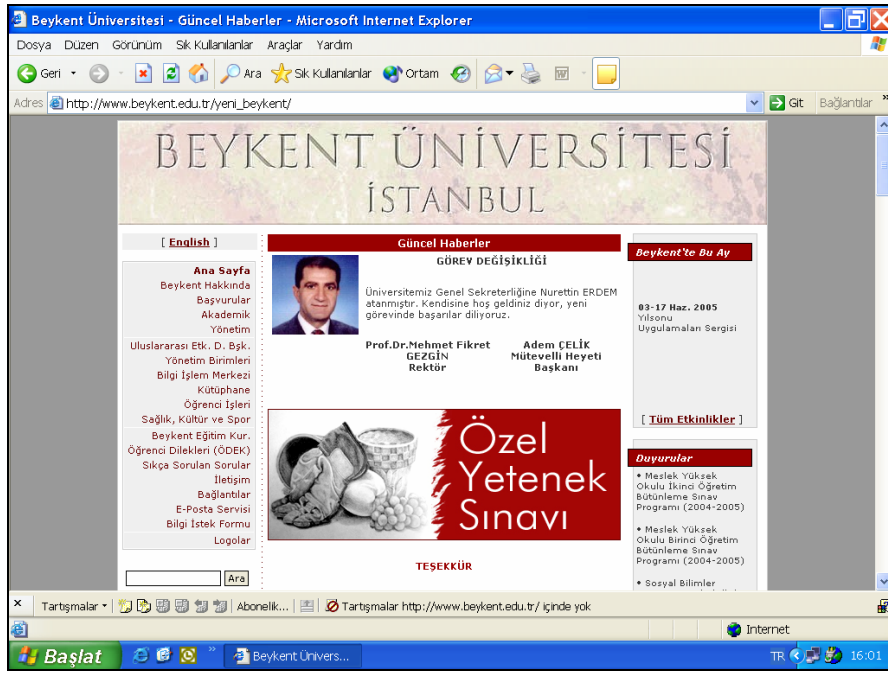 Beykent Üniversitesi - Güncel Haberler - Microsoft Internet Explorer
Dosya Düzen Görünüm Sık Kullanılanlar Araçlar Yardım
Geri Ara Sık Kullanılanlar Ortam
Adres http://www.beykent.edu.tr/yeni_beykent/ Git Bağlantılar »
BEYKENT ÜNİVERSİTESİ
İSTANBUL
[ English ]
Ana Sayfa
Beykent Hakkında
Başvurular
Akademik
Yönetim
Uluslararası Etk. D. Bşk.
Yönetim Birimleri
Bilgi İşlem Merkezi
Kütüphane
Öğrenci İşleri
Sağlık, Kültür ve Spor
Beykent Eğitim Kur.
Öğrenci Dilekleri (ÖDEK)
Sıkça Sorulan Sorular
İletişim
Bağlantılar
E-Posta Servisi
Bilgi İstek Formu
Logolar
Ara
Güncel Haberler
GÖREV DEĞİŞİKLİĞİ
Üniversitemiz Genel Sekreterliğine Nurettin ERDEM
atanmıştır. Kendisine hoş geldiniz diyor, yeni
görevinde başarılar diliyoruz.
Prof.Dr.Mehmet Fikret
GEZGİN
Rektör
Adem ÇELİK
Mütevelli Heyeti
Başkanı
Özel
Yetenek
Sınavı
TEŞEKKÜR
Beykent'te Bu Ay
03-17 Haz. 2005
Yılsonu
Uygulamaları Sergisi
[ Tüm Etkinlikler ]
Duyurular
• Meslek Yüksek
Okulu İkinci Öğretim
Bütünleme Sınav
Programı (2004-2005)
• Meslek Yüksek
Okulu Birinci Öğretim
Bütünleme Sınav
Programı (2004-2005)
• Sosyal Bilimler
Tartışmalar Abonelik... Tartışmalar http://www.beykent.edu.tr/ içinde yok
Internet
Başlat » Beykent Ünivers... TR 16:01